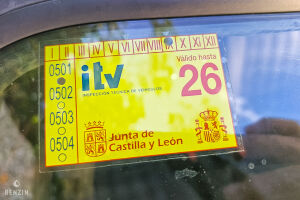 I II III IV V VI VII VIII IX X XI XII
0501
0502
0503
0504
itv
INSPECCIÓN TÉCNICA DE VEHÍCULOS
Válido hasta
26
Junta de
Castilla y León
BENZIN